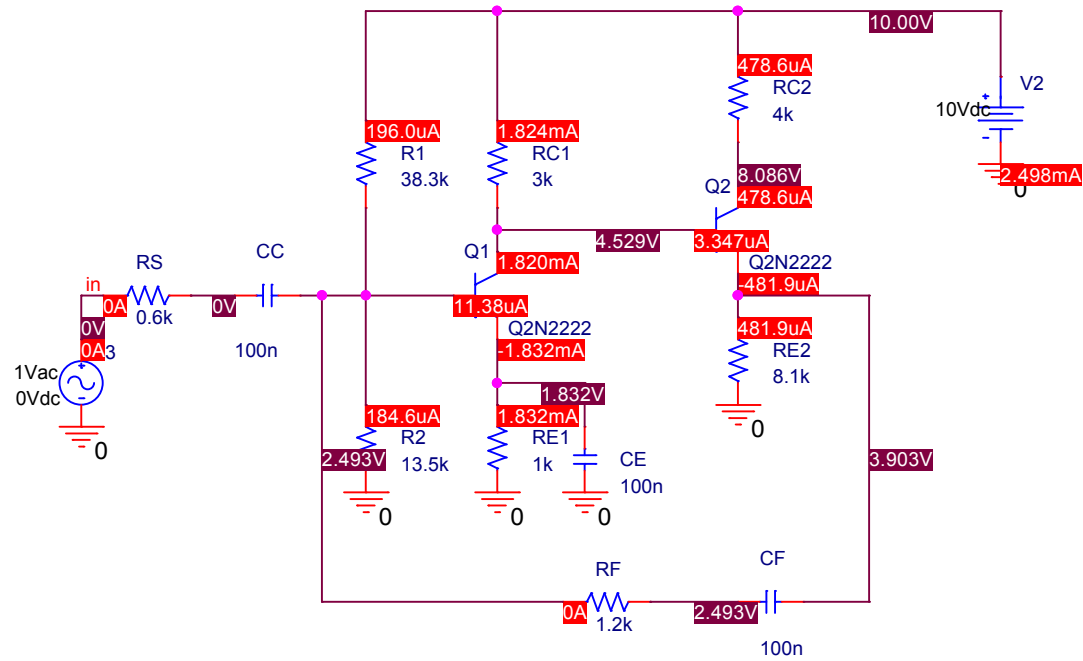 10.00V
478.6uA
RC2
4k
V2
10Vdc
196.0uA
R1
38.3k
1.824mA
RC1
3k
2.498mA
0
8.086V
Q2
478.6uA
4.529V
3.347uA
Q2N2222
-481.9uA
in
RS
CC
Q1
1.820mA
0A
0.6k
0V
100n
11.38uA
Q2N2222
-1.832mA
0V
0A
3
1Vac
0Vdc
0
481.9uA
RE2
8.1k
0
1.832V
184.6uA
R2
13.5k
2.493V
0
1.832mA
RE1
1k
0
CE
100n
0
3.903V
RF
0A
1.2k
2.493V
CF
100n